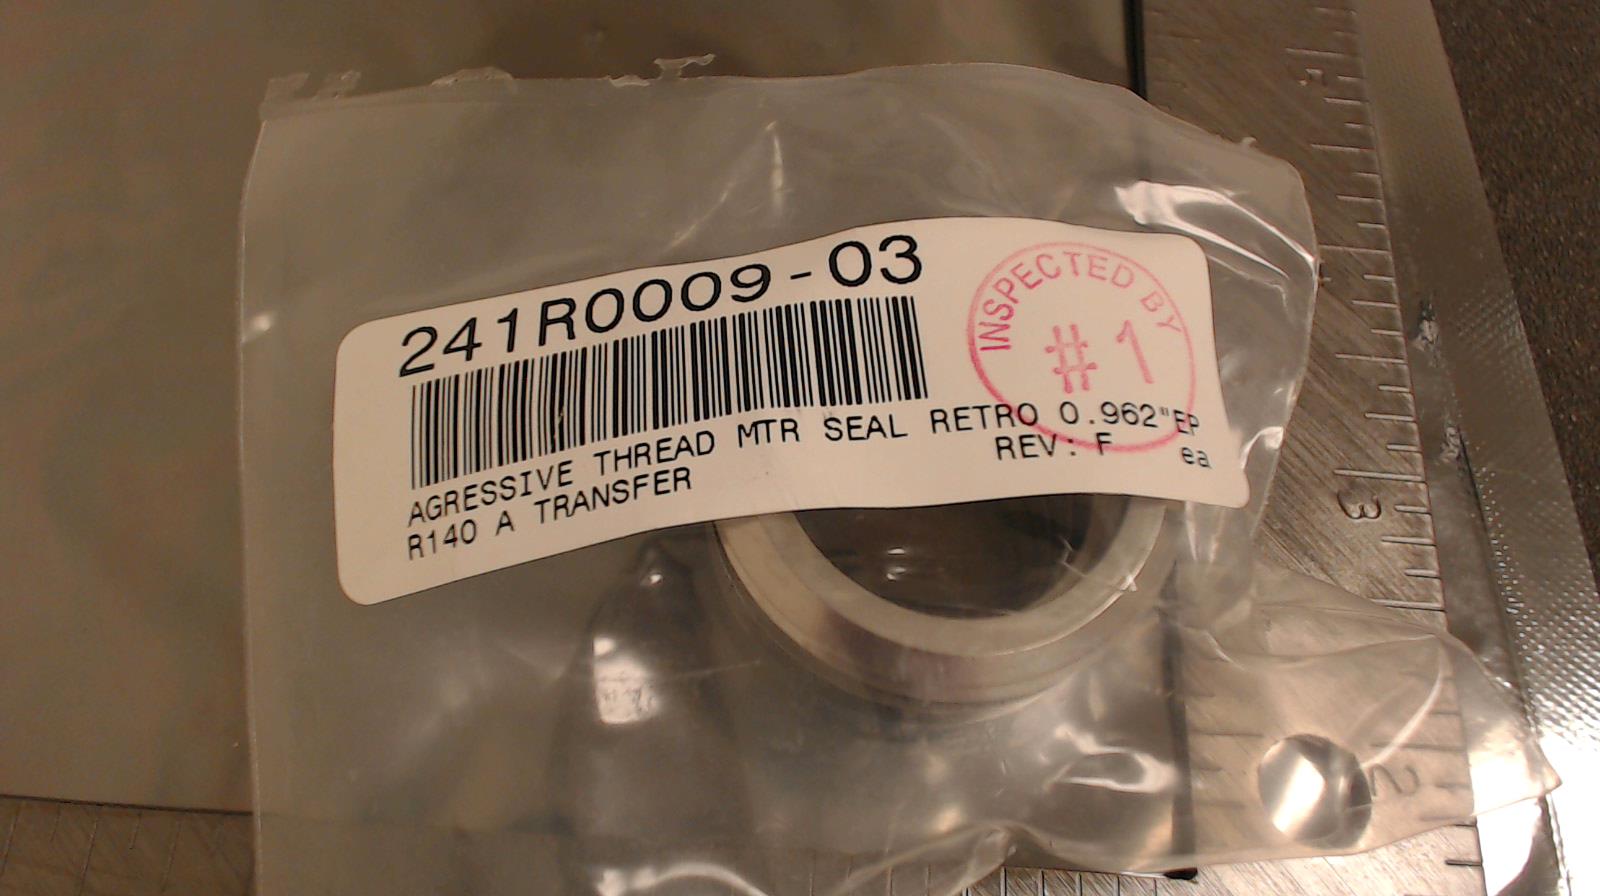 241R0009-03
INSPECTED BY
#1
AGRESSIVE THREAD MTR SEAL RETRO 0.962"EP
R140 A TRANSFER REV: F ea
3
2